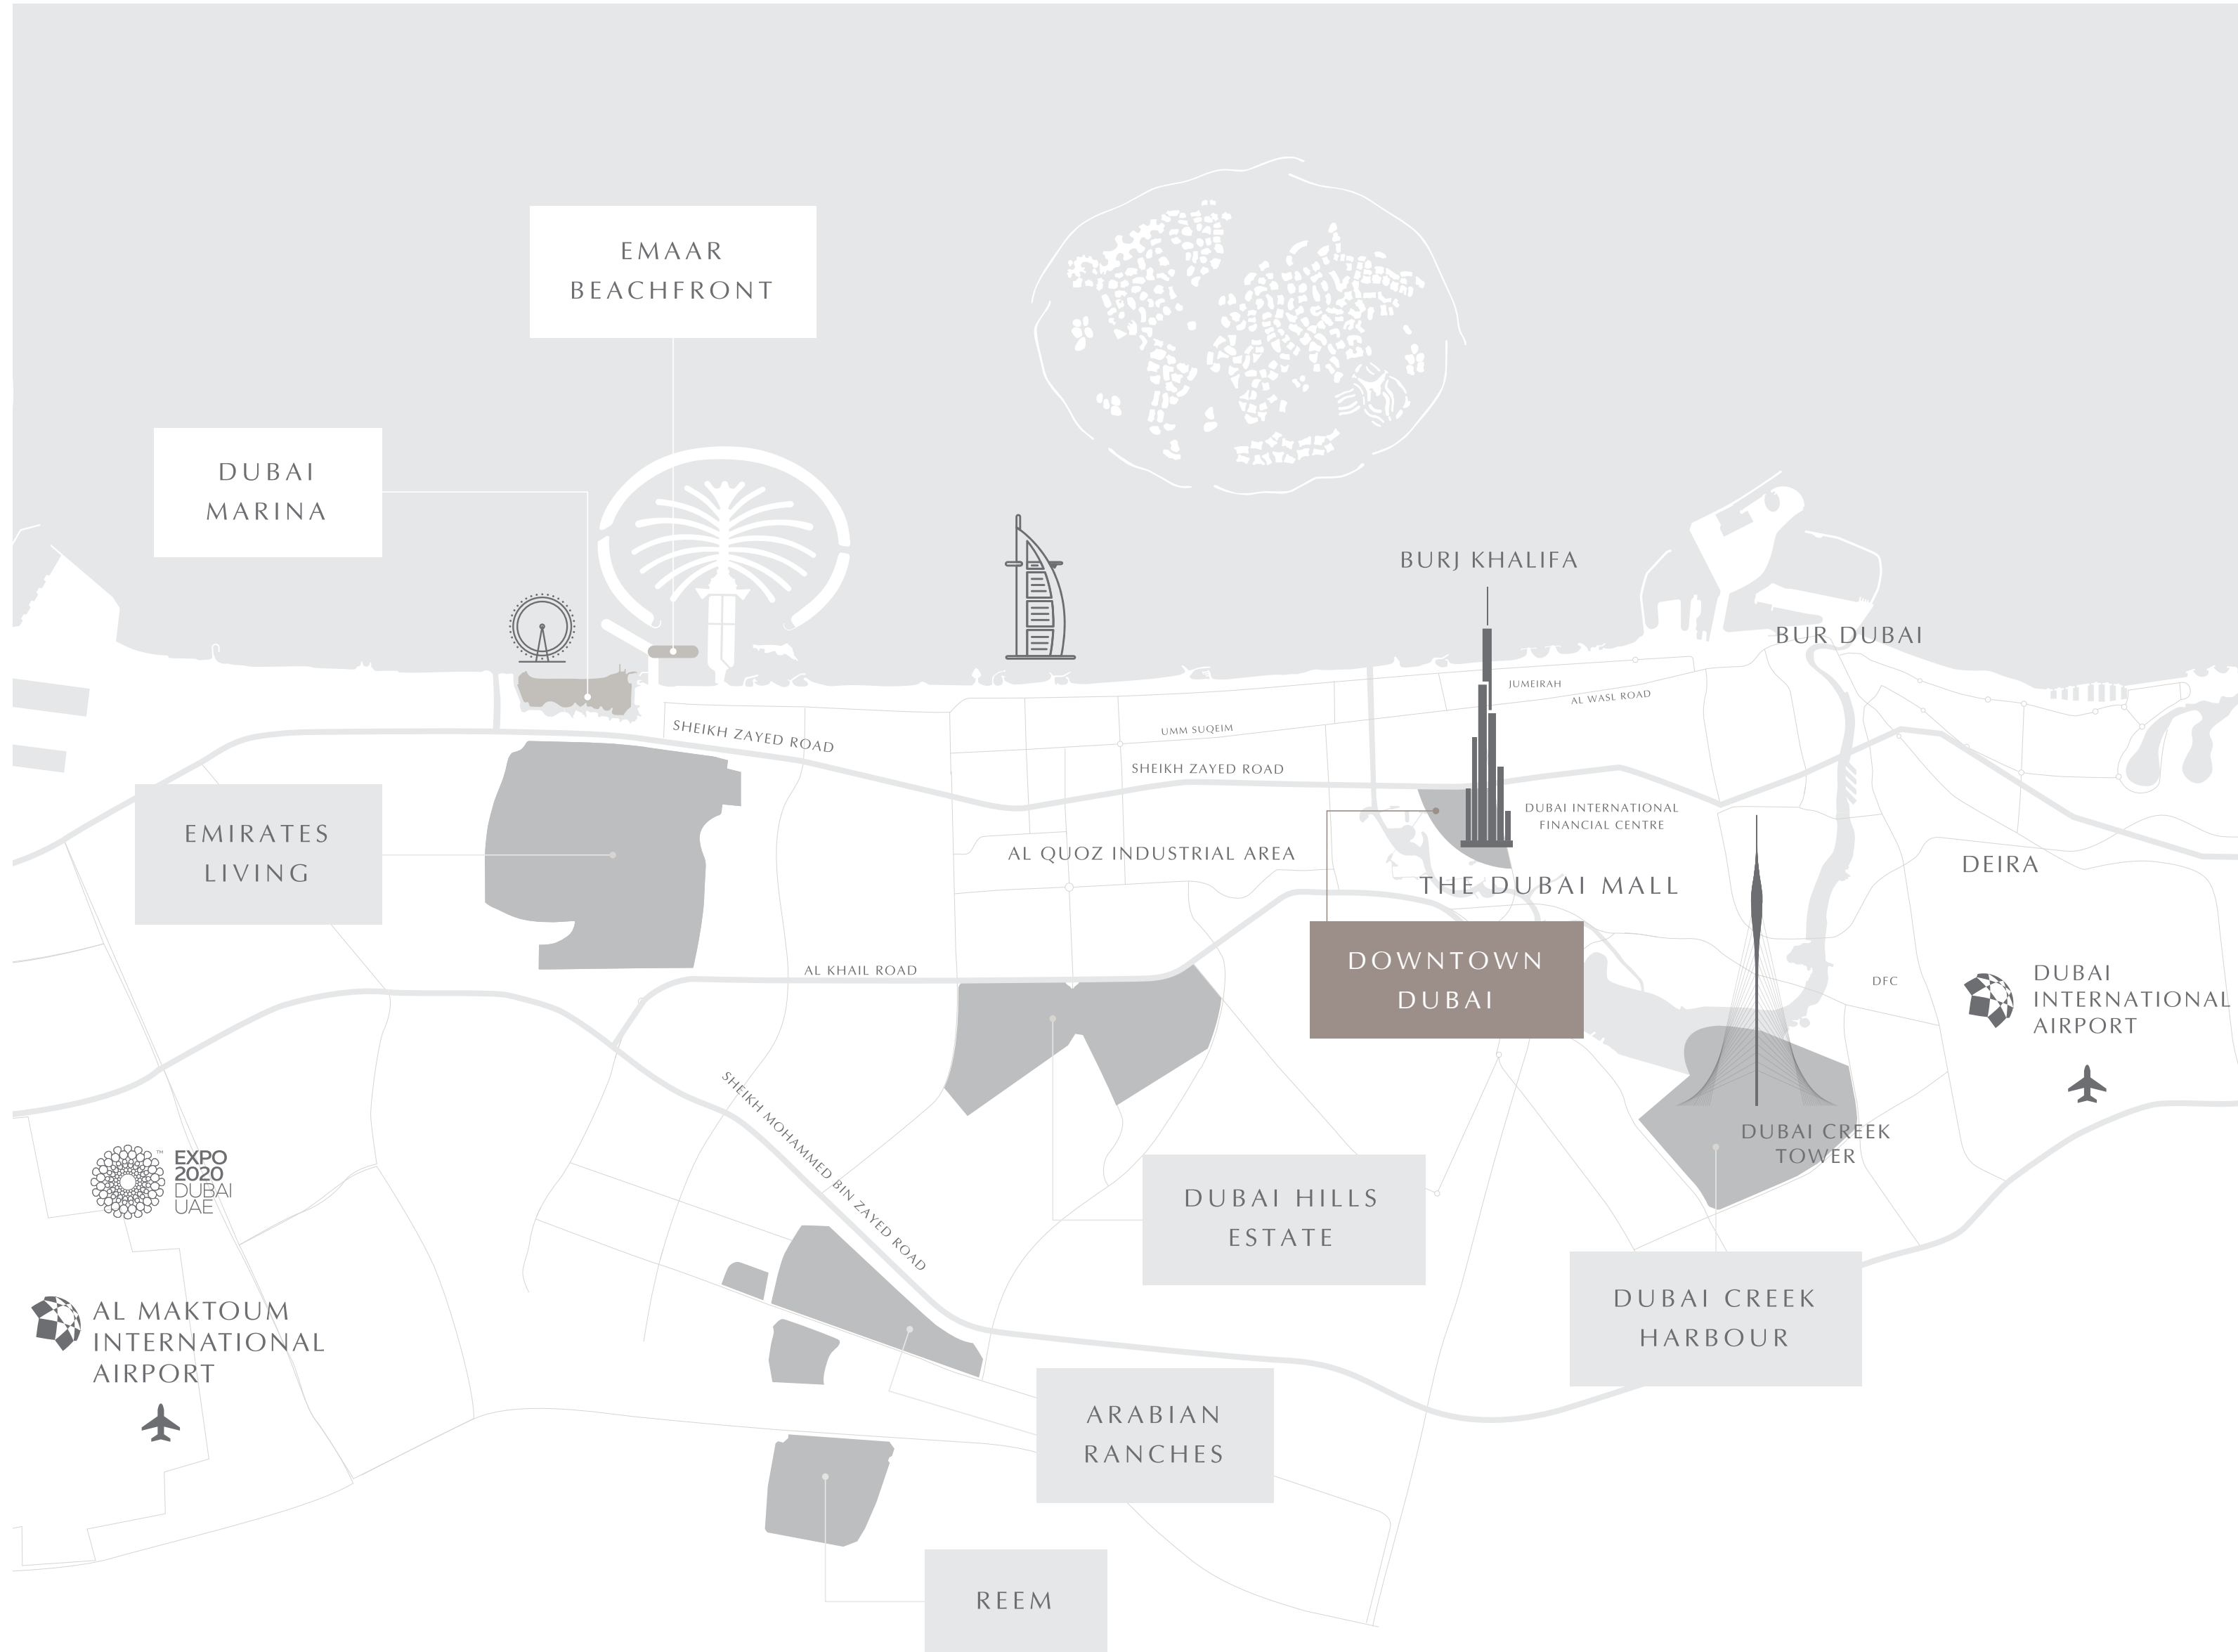 EMAAR
BEACHFRONT
DUBAI
MARINA
BURJ KHALIFA
BUR DUBAI
JUMEIRAH
AL WASL ROAD
SHEIKH ZAYED ROAD
UMM SUQEIM
SHEIKH ZAYED ROAD
DUBAI INTERNATIONAL
FINANCIAL CENTRE
EMIRATES
LIVING
AL QUOZ INDUSTRIAL AREA
THE DUBAI MALL
DEIRA
DOWNTOWN
DUBAI
AL KHAIL ROAD
DFC
DUBAI
INTERNATIONAL
AIRPORT
SHEIKH MOHAMMED BIN ZAYED ROAD
DUBAI CREEK
TOWER
™
EXPO
2020
DUBAI
UAE
DUBAI HILLS
ESTATE
DUBAI CREEK
HARBOUR
AL MAKTOUM
INTERNATIONAL
AIRPORT
ARABIAN
RANCHES
REEM